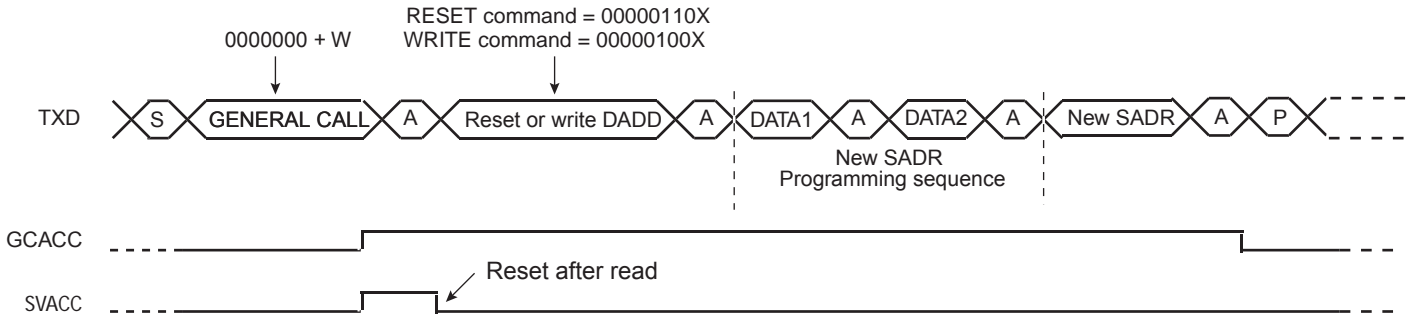 RESET command = 00000110X
0000000 + W
WRITE command = 00000100X
TXD
S
GENERAL CALL
A
Reset or write DADD
A
DATA1
A
DATA2
A
New SADR
A
P
New SADR
Programming sequence
GCACC
Reset after read
SVACC